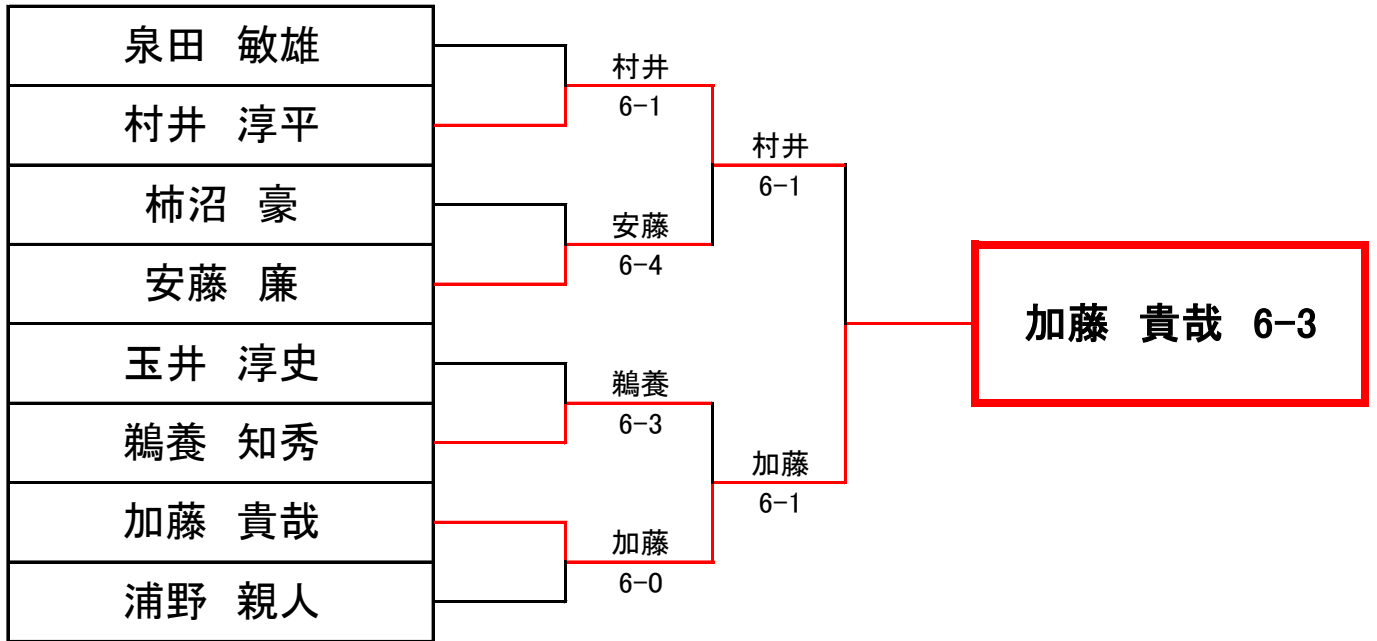 泉田　敏雄
村井　淳平
柿沼　豪
安藤　廉
玉井　淳史
鵜養　知秀
加藤　貴哉
浦野　親人
村井
6-1
安藤
6-4
鵜養
6-3
加藤
6-0
村井
6-1
加藤
6-1
加藤　貴哉　6-3